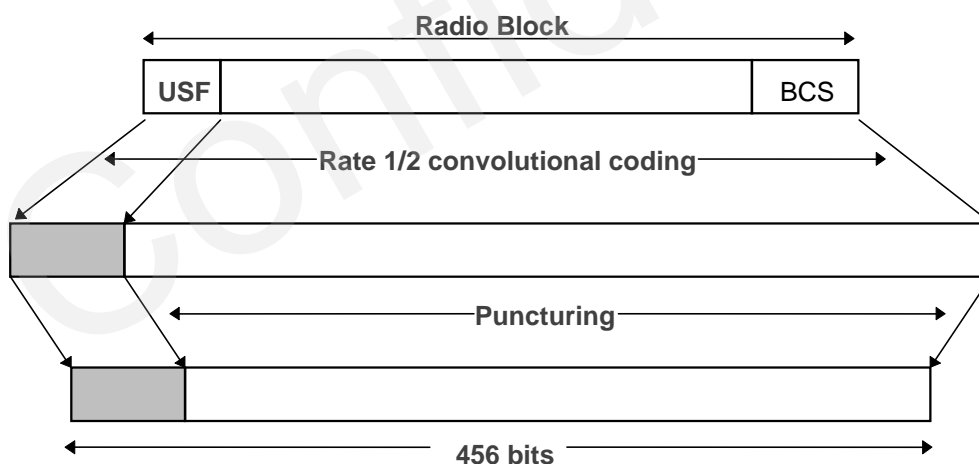 Radio Block
USF
BCS
Rate 1/2 convolutional coding
Puncturing
456 bits